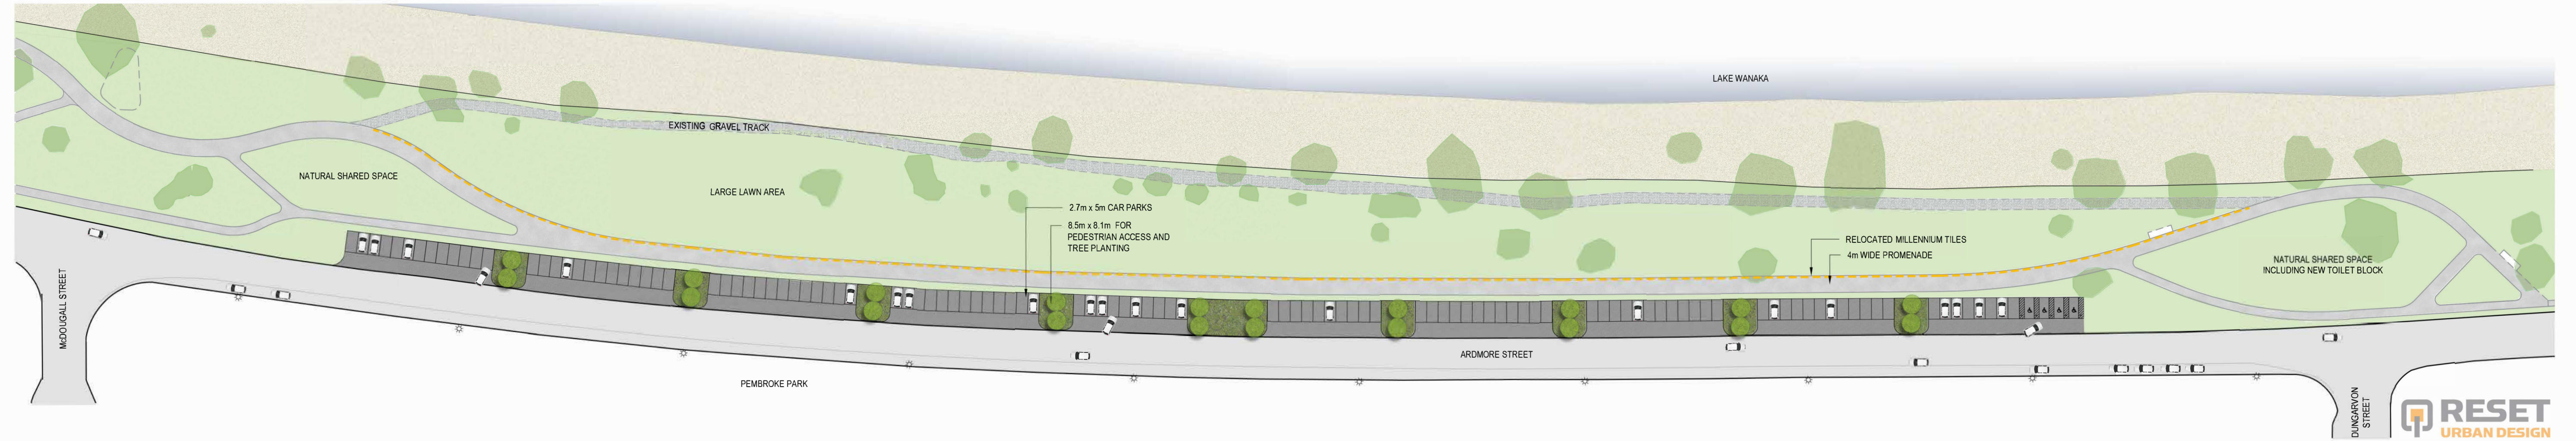 LAKE WANAKA
EXISTING GRAVEL TRACK
NATURAL SHARED SPACE
LARGE LAWN AREA
2.7m x 5m CAR PARKS
8.5m x 8.1m FOR
PEDESTRIAN ACCESS AND
TREE PLANTING
RELOCATED MILLENNIUM TILES
4m WIDE PROMENADE
NATURAL SHARED SPACE
INCLUDING NEW TOILET BLOCK
McDOUGALL STREET
ARDMORE STREET
PEMBROKE PARK
DUNGARVON
STREET
RESET
URBAN DESIGN